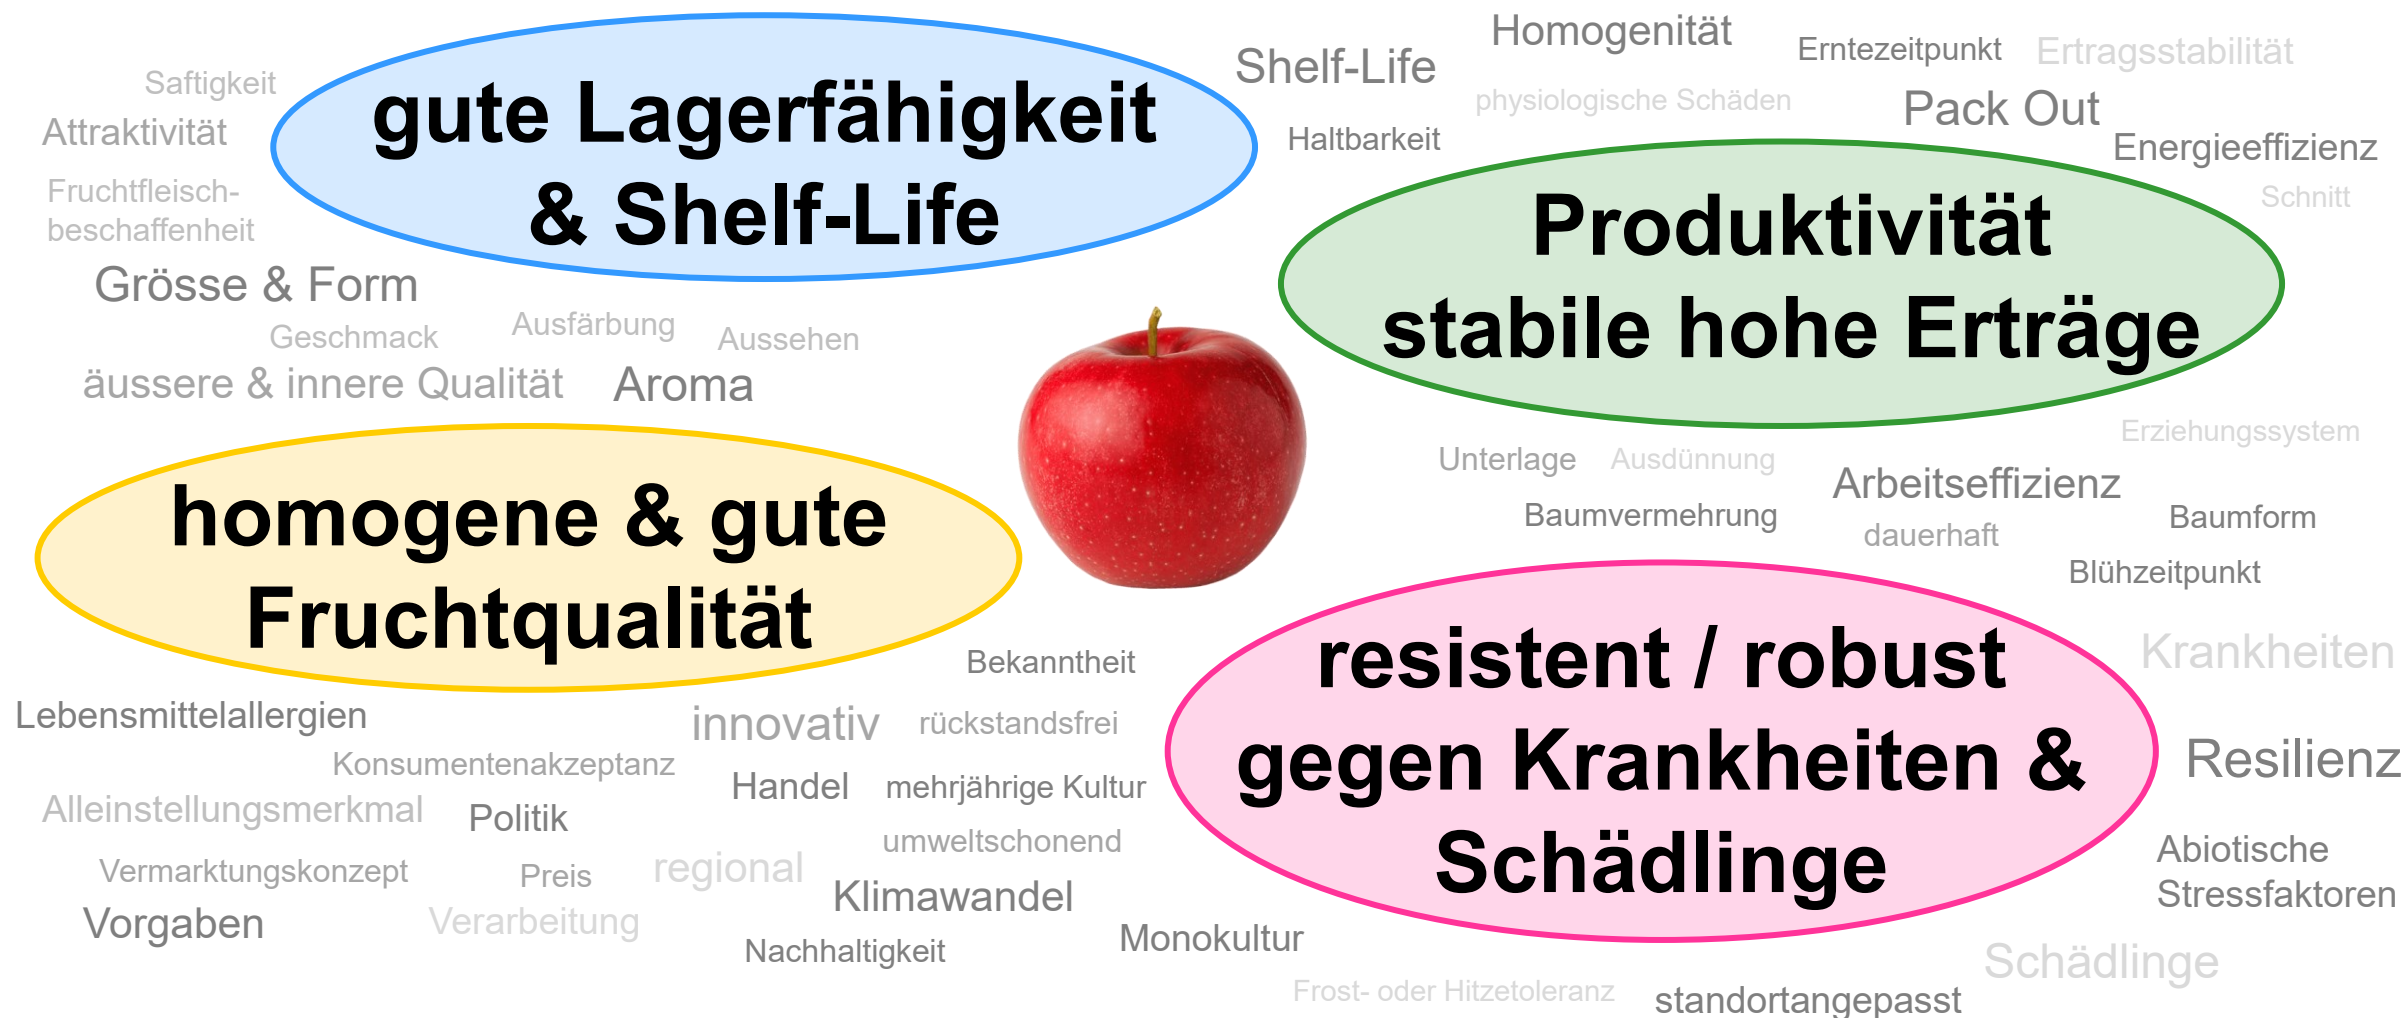 Saftigkeit
Attraktivität
Fruchtfleisch-
beschaffenheit
gute Lagerfähigkeit
& Shelf-Life
Grösse & Form
Geschmack
Ausfärbung
Aussehen
äussere & innere Qualität
Aroma
Shelf-Life
Homogenität
Erntezeitpunkt
Ertragsstabilität
physiologische Schäden
Pack Out
Haltbarkeit
Energieeffizienz
Schnitt
Produktivität
stabile hohe Erträge
homogene & gute
Fruchtqualität
Erziehungssystem
Unterlage
Ausdünnung
Arbeitseffizienz
Baumvermehrung
dauerhaft
Baumform
Blühzeitpunkt
resistent / robust
gegen Krankheiten &
Schädlinge
Krankheiten
Resilienz
Abiotische
Stressfaktoren
Schädlinge
Bekanntheit
Lebensmittelallergien
innovativ
rückstandsfrei
Konsumentenakzeptanz
Handel
mehrjährige Kultur
Alleinstellungsmerkmal
Politik
umweltschonend
Vermarktungskonzept
Preis
regional
Klimawandel
Vorgaben
Verarbeitung
Nachhaltigkeit
Monokultur
Frost- oder Hitzetoleranz
standortangepasst